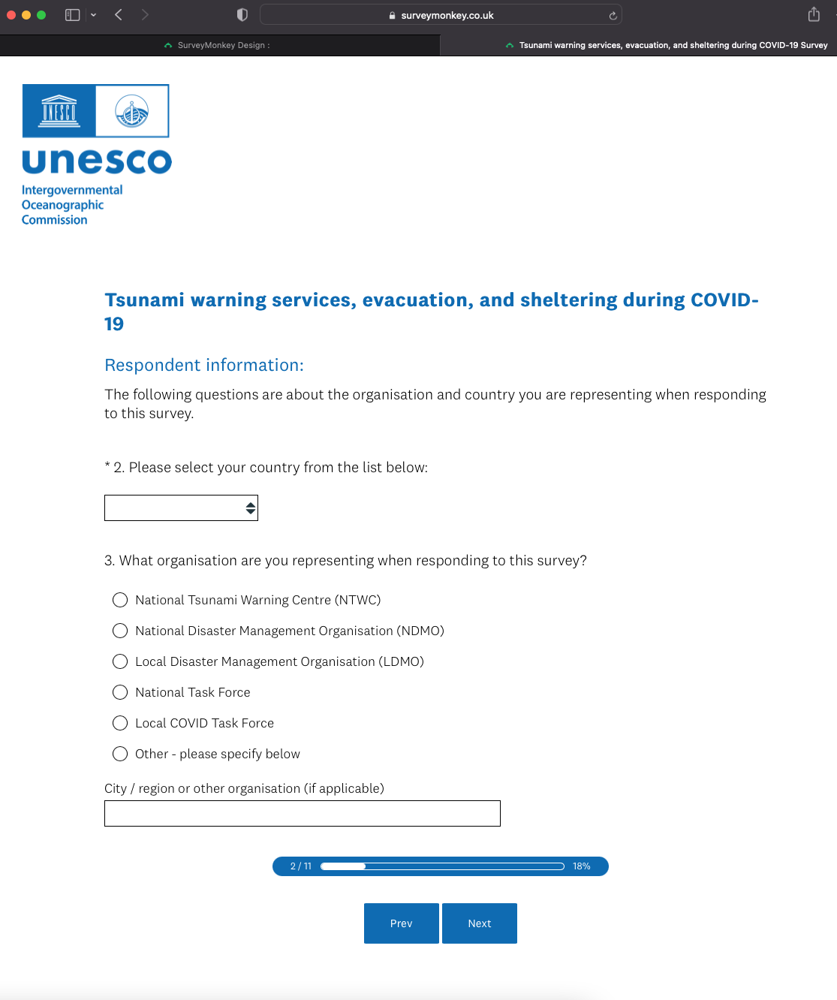 surveymonkey.co.uk
SurveyMonkey Design :
Tsunami warning services, evacuation, and sheltering during COVID-19 Survey
UNESCO
unesco
Intergovernmental
Oceanographic
Commission
Tsunami warning services, evacuation, and sheltering during COVID-
19
Respondent information:
The following questions are about the organisation and country you are representing when responding
to this survey.
* 2. Please select your country from the list below:
3. What organisation are you representing when responding to this survey?
National Tsunami Warning Centre (NTWC)
National Disaster Management Organisation (NDMO)
Local Disaster Management Organisation (LDMO)
National Task Force
Local COVID Task Force
Other - please specify below
City / region or other organisation (if applicable)
2 / 11 18%
Prev Next